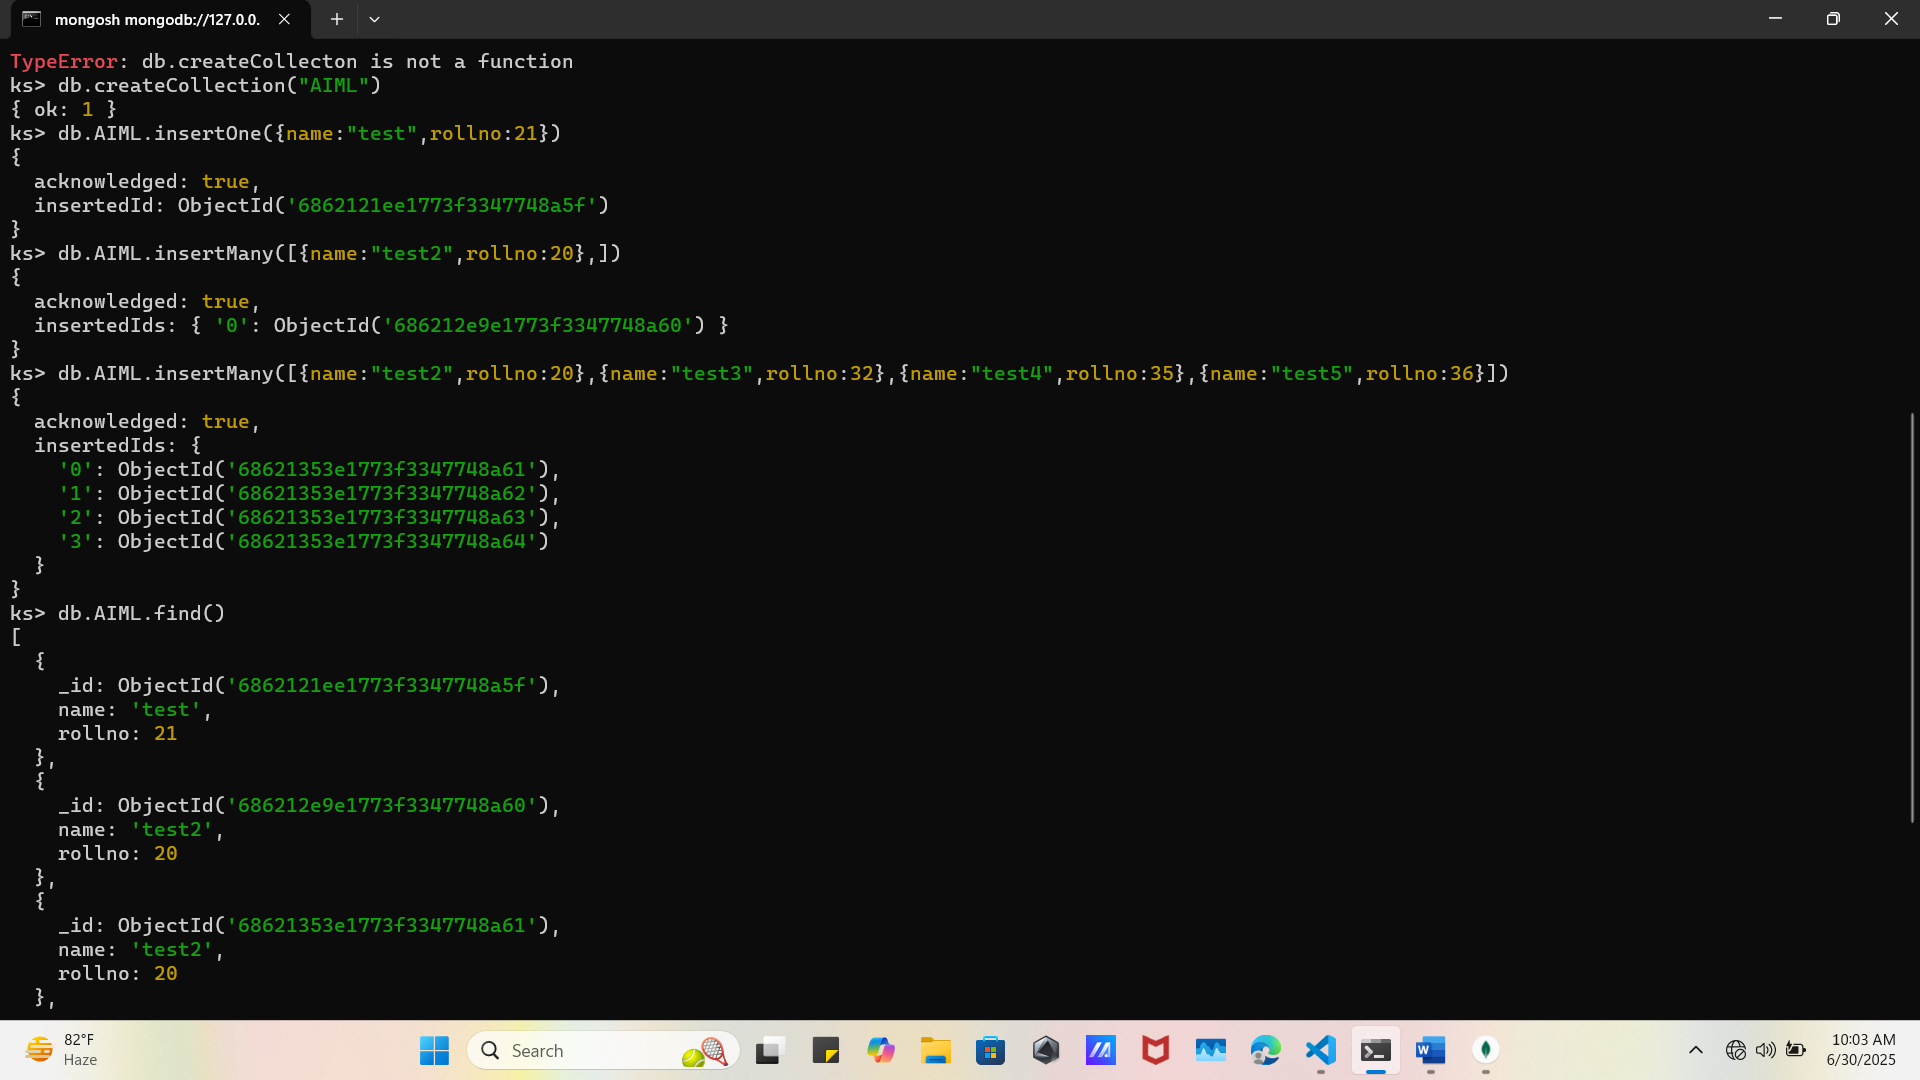 mongosh mongodb://127.0.0.
TypeError: db.createCollecton is not a function
ks> db.createCollection("AIML")
{ ok: 1 }
ks> db.AIML.insertOne({name:"test",rollno:21})
{
  acknowledged: true,
  insertedId: ObjectId('6862121ee1773f3347748a5f')
}
ks> db.AIML.insertMany([{name:"test2",rollno:20},])
{
  acknowledged: true,
  insertedIds: { '0': ObjectId('686212e9e1773f3347748a60') }
}
ks> db.AIML.insertMany([{name:"test2",rollno:20},{name:"test3",rollno:32},{name:"test4",rollno:35},{name:"test5",rollno:36}])
{
  acknowledged: true,
  insertedIds: {
    '0': ObjectId('68621353e1773f3347748a61'),
    '1': ObjectId('68621353e1773f3347748a62'),
    '2': ObjectId('68621353e1773f3347748a63'),
    '3': ObjectId('68621353e1773f3347748a64')
  }
}
ks> db.AIML.find()
[
  {
    _id: ObjectId('6862121ee1773f3347748a5f'),
    name: 'test',
    rollno: 21
  },
  {
    _id: ObjectId('686212e9e1773f3347748a60'),
    name: 'test2',
    rollno: 20
  },
  {
    _id: ObjectId('68621353e1773f3347748a61'),
    name: 'test2',
    rollno: 20
  },
82°F
Haze
Search
10:03 AM
6/30/2025